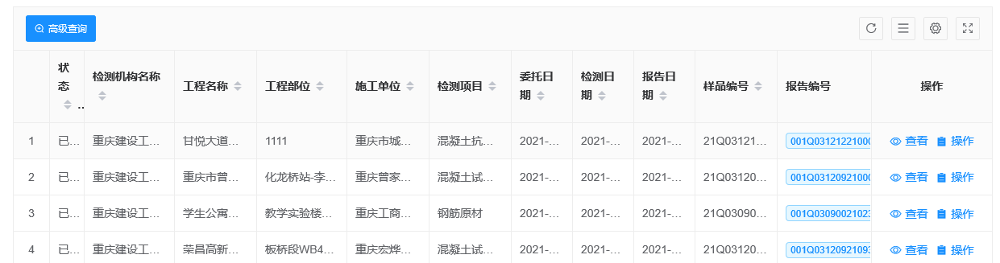 高级查询
状态 .. 检测机构名称 工程名称 工程部位 施工单位 检测项目 委托日期 检测日期 报告日期 样品编号 报告编号 操作
1 已... 重庆建设工... 甘悦大道... 1111 重庆市城... 混凝土抗... 2021-... 2021-... 2021-... 21Q03121... 001Q03121221000 查看 操作
2 已... 重庆建设工... 重庆市曾... 化龙桥站-李... 重庆曾家... 混凝土试... 2021-... 2021-... 2021-... 21Q03120... 001Q03120921000 查看 操作
3 已... 重庆建设工... 学生公寓... 教学实验楼... 重庆工商... 钢筋原材 2021-... 2021-... 2021-... 21Q03090... 001Q03090021023 查看 操作
4 已... 重庆建设工... 荣昌高新... 板桥段WB4... 重庆宏烨... 混凝土试... 2021-... 2021-... 2021-... 21Q03120... 001Q03120921093 查看 操作